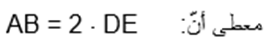 معطى أنّ: AB = 2 · DE